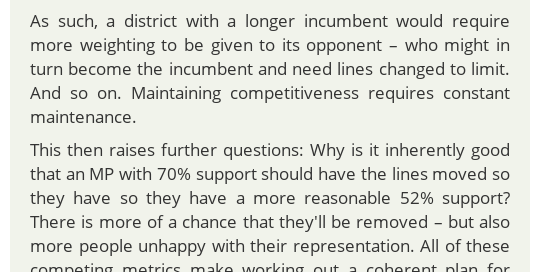 As such, a district with a longer incumbent would require
more weighting to be given to its opponent – who might in
turn become the incumbent and need lines changed to limit.
And so on. Maintaining competitiveness requires constant
maintenance.
This then raises further questions: Why is it inherently good
that an MP with 70% support should have the lines moved so
they have so they have a more reasonable 52% support?
There is more of a chance that they'll be removed – but also
more people unhappy with their representation. All of these
competing metrics make working out a coherent plan for